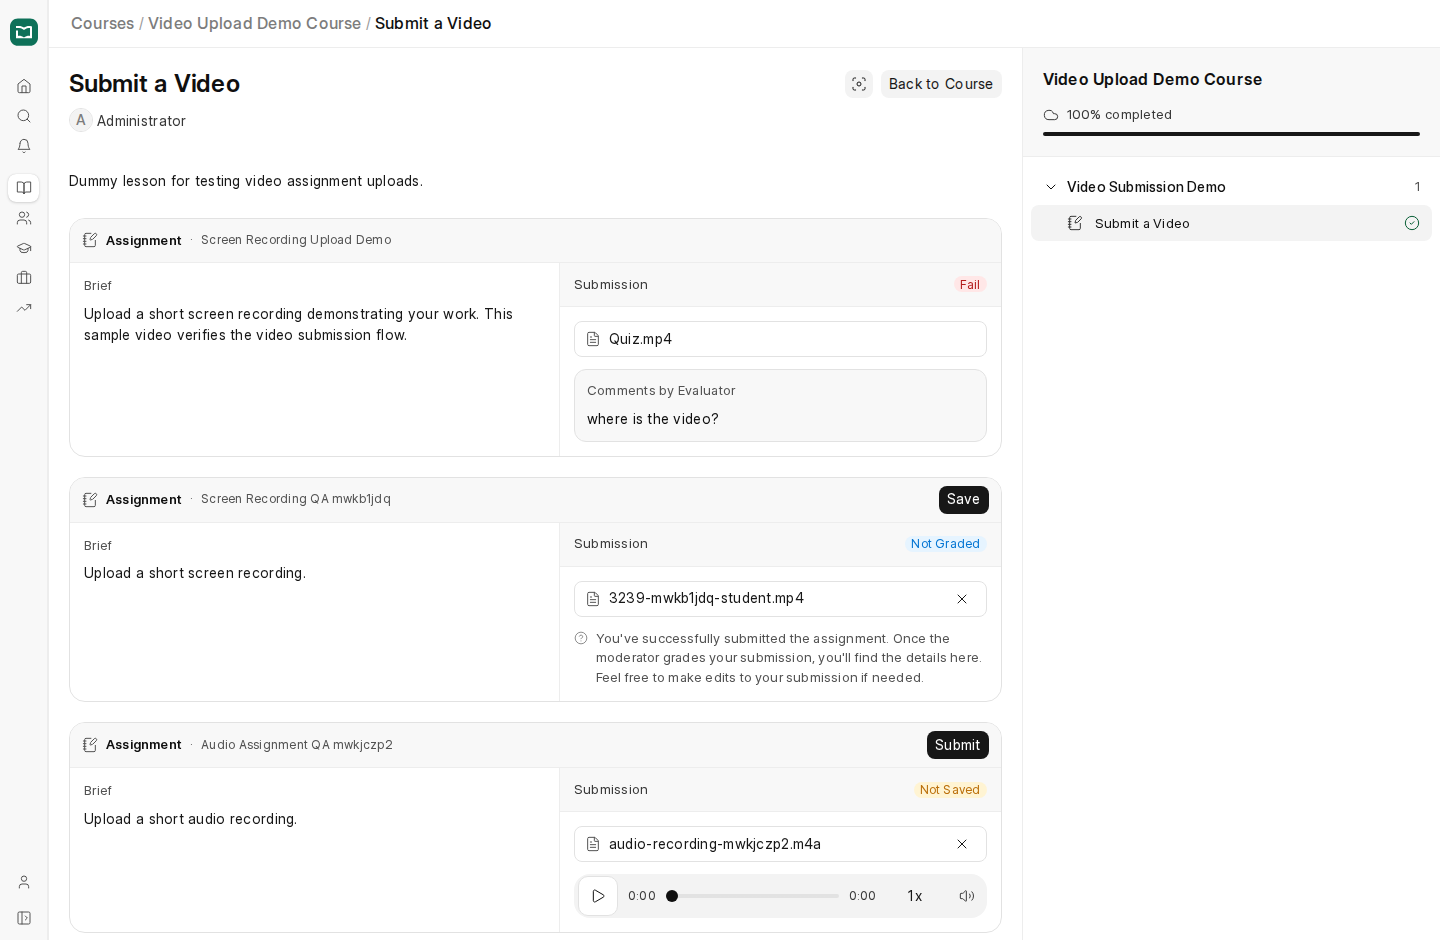 Courses / Video Upload Demo Course / Submit a Video
Submit a Video
Back to Course
A Administrator
Dummy lesson for testing video assignment uploads.
Assignment · Screen Recording Upload Demo
Brief
Upload a short screen recording demonstrating your work. This
sample video verifies the video submission flow.
Submission
Fail
Quiz.mp4
Comments by Evaluator
where is the video?
Assignment · Screen Recording QA mwkb1jdq
Save
Brief
Upload a short screen recording.
Submission
Not Graded
3239-mwkb1jdq-student.mp4
You've successfully submitted the assignment. Once the
moderator grades your submission, you'll find the details here.
Feel free to make edits to your submission if needed.
Assignment · Audio Assignment QA mwkjczp2
Submit
Brief
Upload a short audio recording.
Submission
Not Saved
audio-recording-mwkjczp2.m4a
0:00
0:00
1x
Video Upload Demo Course
100% completed
Video Submission Demo
1
Submit a Video